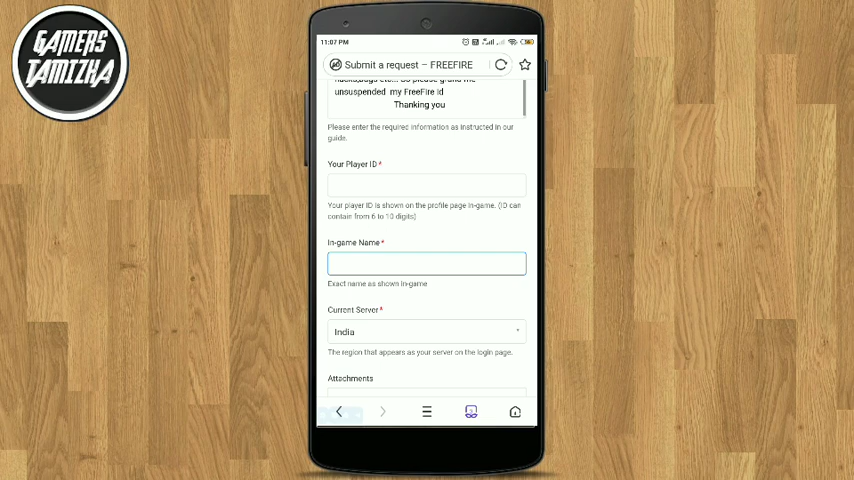 GAMERS
TAMIZHA
11:07 PM
Submit a request – FREEFIRE
unsuspended my FreeFire Id
Thanking you
Please enter the required information as instructed in our
guide.
Your Player ID*
Your player ID is shown on the profile page in-game. (ID can
contain from 6 to 10 digits)
In-game Name*
Exact name as shown in-game
Current Server*
India
The region that appears as your server on the login page.
Attachments